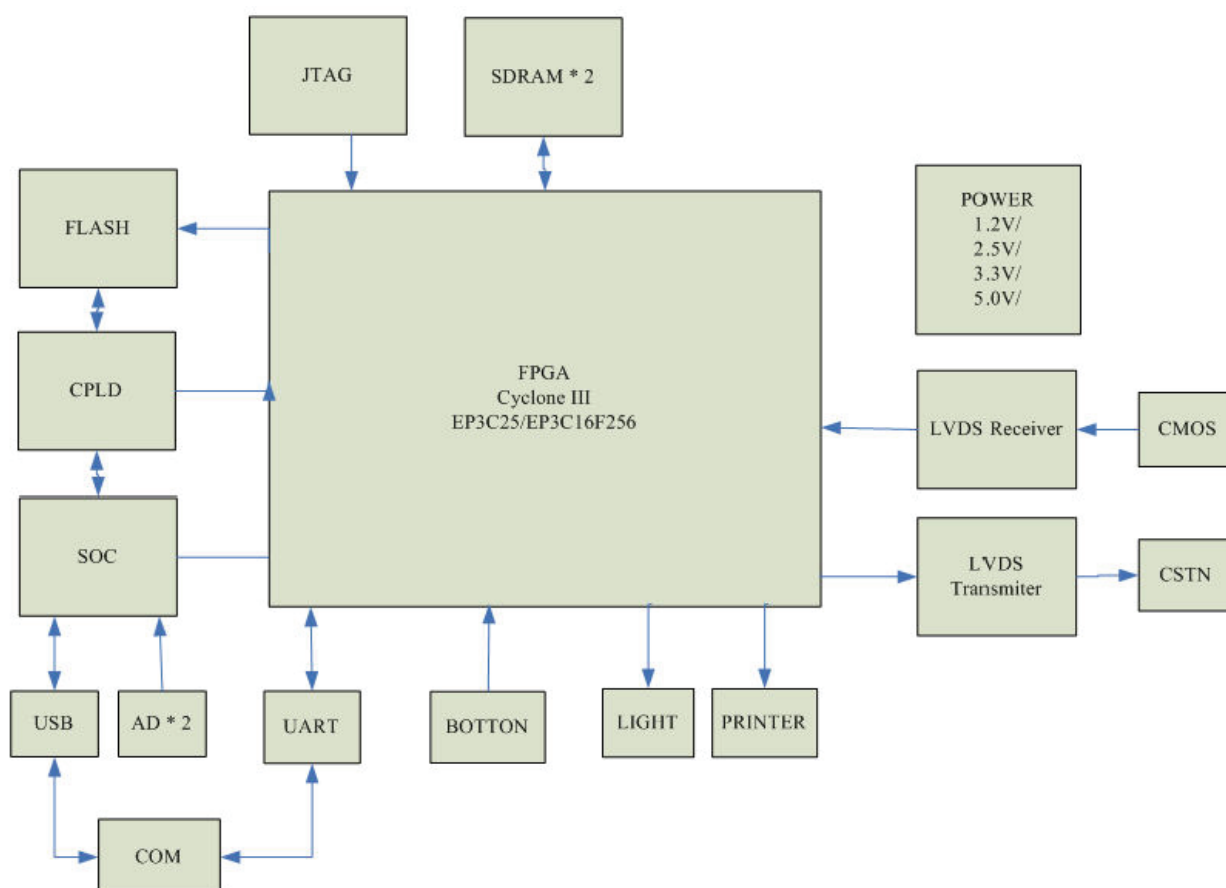 JTAG
SDRAM * 2
FLASH
POWER
1.2V/
2.5V/
3.3V/
5.0V/
CPLD
FPGA
Cyclone III
EP3C25/EP3C16F256
LVDS Receiver
CMOS
SOC
LVDS
Transmiter
CSTN
USB
AD * 2
UART
BOTTON
LIGHT
PRINTER
COM